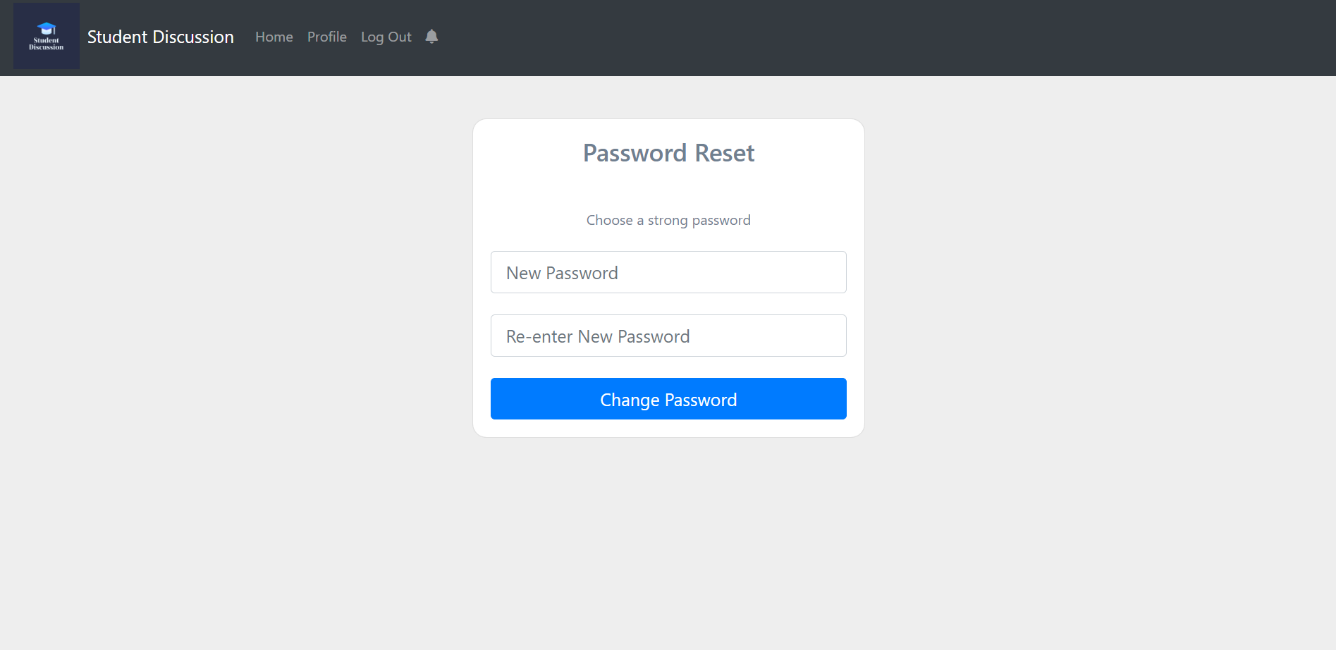 Student
Discussion
Student Discussion Home Profile Log Out
Password Reset
Choose a strong password
New Password
Re-enter New Password
Change Password